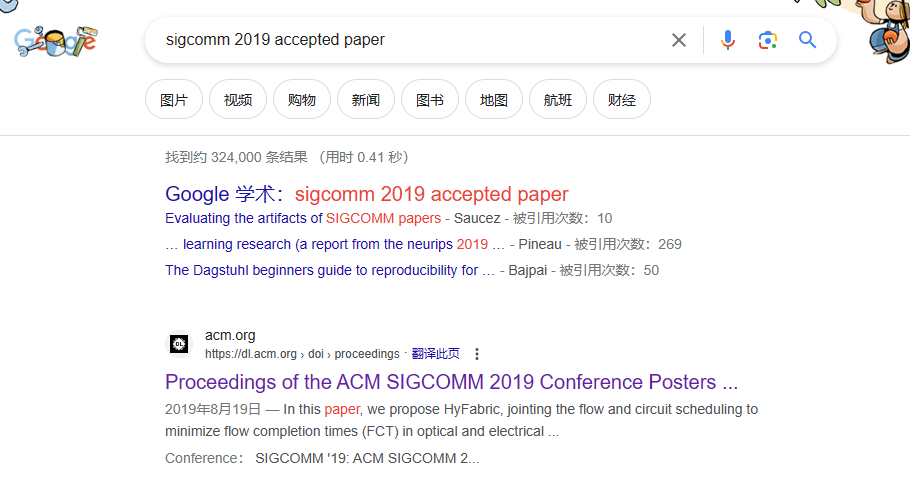 Google
sigcomm 2019 accepted paper
图片 视频 购物 新闻 图书 地图 航班 财经
找到约 324,000 条结果 （用时 0.41 秒）
Google 学术：sigcomm 2019 accepted paper
Evaluating the artifacts of SIGCOMM papers - Saucez - 被引用次数：10
… learning research (a report from the neurips 2019 … - Pineau - 被引用次数：269
The Dagstuhl beginners guide to reproducibility for … - Bajpai - 被引用次数：50
acm.org
https://dl.acm.org › doi › proceedings · 翻译此页
Proceedings of the ACM SIGCOMM 2019 Conference Posters ...
2019年8月19日 — In this paper, we propose HyFabric, jointing the flow and circuit scheduling to
minimize flow completion times (FCT) in optical and electrical ...
Conference： SIGCOMM '19: ACM SIGCOMM 2...